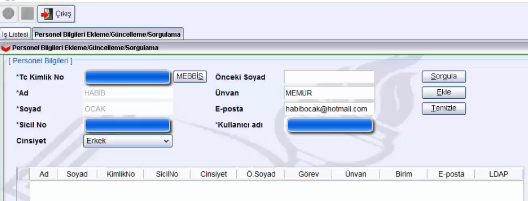 Çıkış
İş Listesi Personel Bilgileri Ekleme/Güncelleme/Sorgulama
Personel Bilgileri Ekleme/Güncelleme/Sorgulama
[ Personel Bilgileri ]
*Tc Kimlik No MEBBİS Önceki Soyad Sorgula
*Ad HABİB Ünvan MEMUR Ekle
*Soyad OCAK E-posta habibocak@hotmail.com Temizle
*Sicil No *Kullanıcı adı
Cinsiyet Erkek
Ad Soyad KimlikNo SicilNo Cinsiyet Ö.Soyad Görev Ünvan Birim E-posta LDAP